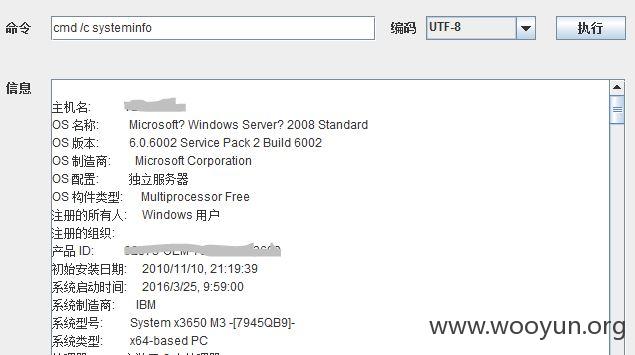 命令 cmd /c systeminfo 编码 UTF-8 执行
信息
主机名:
OS 名称: Microsoft? Windows Server? 2008 Standard
OS 版本: 6.0.6002 Service Pack 2 Build 6002
OS 制造商: Microsoft Corporation
OS 配置: 独立服务器
OS 构件类型: Multiprocessor Free
注册的所有人: Windows 用户
注册的组织:
产品 ID:
初始安装日期: 2010/11/10, 21:19:39
系统启动时间: 2016/3/25, 9:59:00
系统制造商: IBM
系统型号: System x3650 M3 -[7945QB9]-
系统类型: x64-based PC
www.wooyun.org